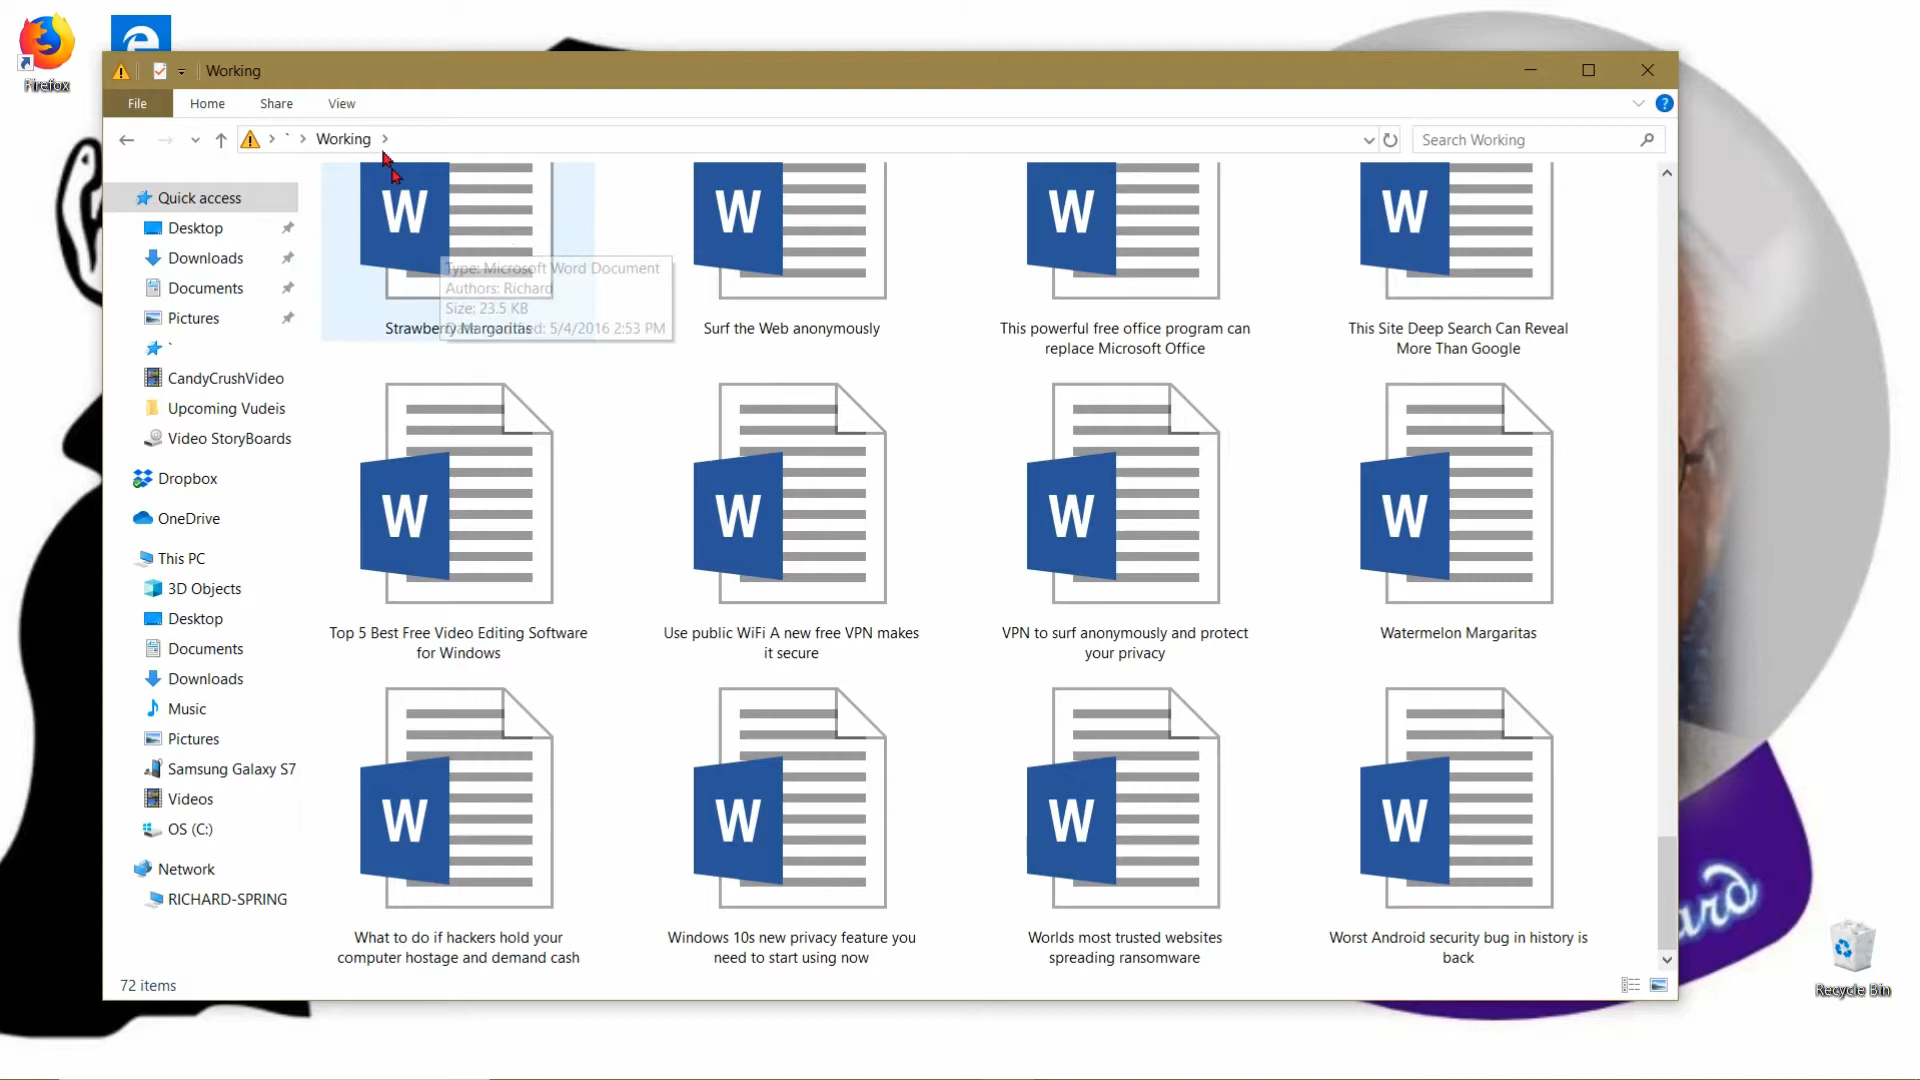 Firefox
Working
File
Home
Share
View
` Working
Search Working
Quick access
Desktop
Downloads
Documents
Pictures
`
CandyCrushVideo
Upcoming Vudeis
Video StoryBoards
Dropbox
OneDrive
This PC
3D Objects
Desktop
Documents
Downloads
Music
Pictures
Samsung Galaxy S7
Videos
OS (C:)
Network
RICHARD-SPRING
W
W
W
W
Type: Microsoft Word Document
Authors: Richard
Size: 23.5 KB
Date modified: 5/4/2016 2:53 PM
Strawberry Margaritas
Surf the Web anonymously
This powerful free office program can
replace Microsoft Office
This Site Deep Search Can Reveal
More Than Google
W
W
W
W
Top 5 Best Free Video Editing Software
for Windows
Use public WiFi A new free VPN makes
it secure
VPN to surf anonymously and protect
your privacy
Watermelon Margaritas
W
W
W
W
What to do if hackers hold your
computer hostage and demand cash
Windows 10s new privacy feature you
need to start using now
Worlds most trusted websites
spreading ransomware
Worst Android security bug in history is
back
72 items
Recycle Bin